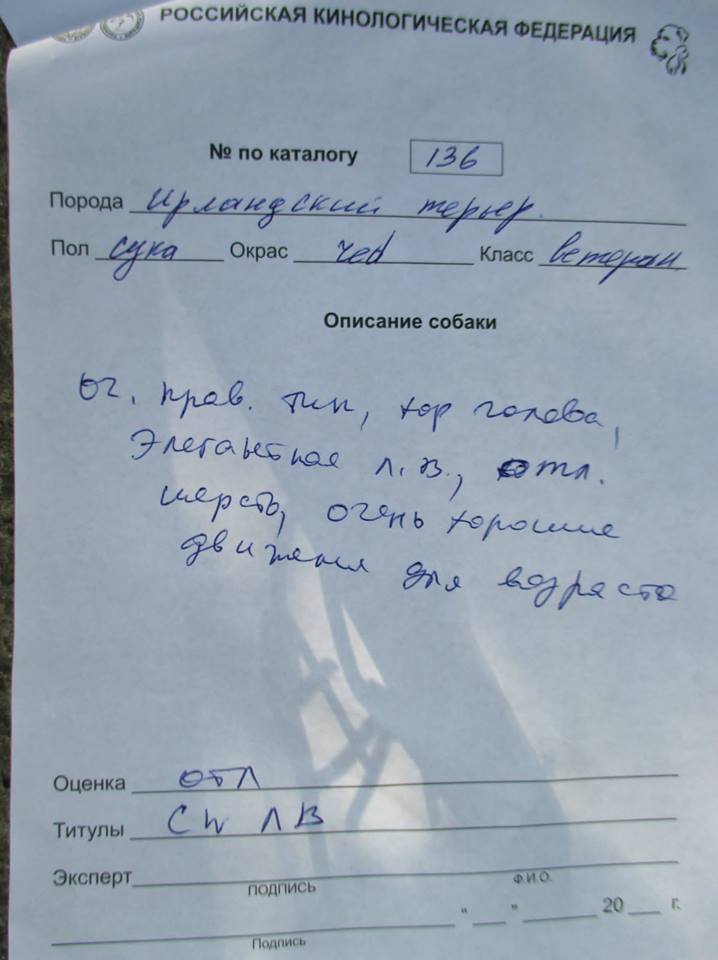 РОССИЙСКАЯ КИНОЛОГИЧЕСКАЯ ФЕДЕРАЦИЯ
№ по каталогу 136
Порода ирландский терьер.
Пол сука Окрас red Класс ветеран
Описание собаки
оч. прав. тип, хор голова,
элегантная л.в., отл.
шерсть, очень хорошие
движения для возраста
Оценка отл
Титулы CW ЛВ
Эксперт
подпись Ф.И.О.
" " 20 г.
Подпись